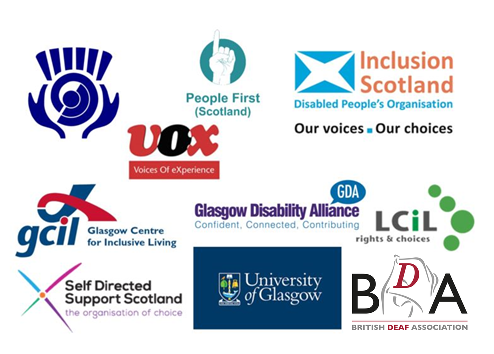 People First
(Scotland)
Inclusion
Scotland
Disabled People's Organisation
Our voices Our choices
vox
Voices Of eXperience
gcil
Glasgow Centre
for Inclusive Living
GDA
Glasgow Disability Alliance
Confident, Connected, Contributing
LCiL
rights & choices
Self Directed
Support Scotland
the organisation of choice
University
of Glasgow
BDA
BRITISH DEAF ASSOCIATION